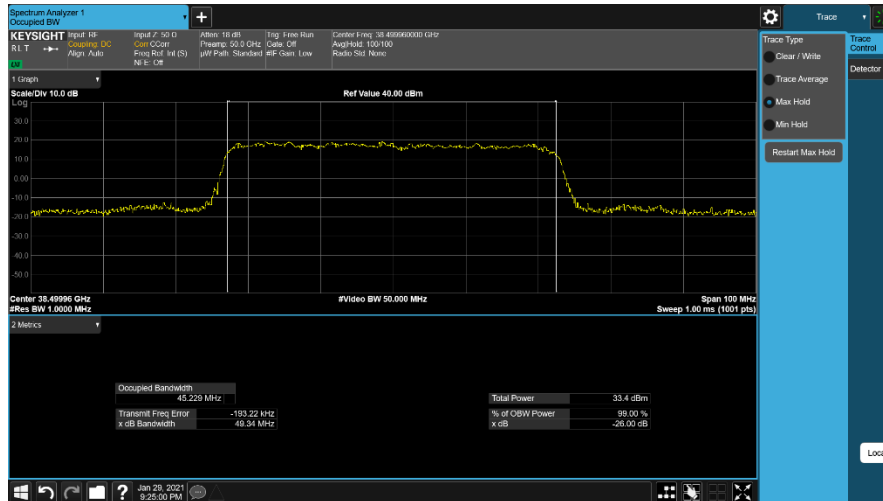 Spectrum Analyzer 1
Occupied BW
Trace
KEYSIGHT
Input: RF
Input Z: 50 Ω
Atten: 18 dB
Trig: Free Run
Center Freq: 38.499960000 GHz
R L T
Coupling: DC
Corr CCorr
Preamp: 50.0 GHz
Gate: Off
Avg|Hold: 100/100
Align: Auto
Freq Ref: Int (S)
µW Path: Standard
#IF Gain: Low
Radio Std: None
NFE: Off
Trace Type
Clear / Write
Trace Average
Max Hold
Min Hold
Restart Max Hold
Trace Control
Detector
1 Graph
Scale/Div 10.0 dB
Ref Value 40.00 dBm
Log
30.0
20.0
10.0
0.00
-10.0
-20.0
-30.0
-40.0
-50.0
Center 38.49996 GHz
#Video BW 50.000 MHz
Span 100 MHz
#Res BW 1.0000 MHz
Sweep 1.00 ms (1001 pts)
2 Metrics
Occupied Bandwidth
45.229 MHz
Total Power 33.4 dBm
Transmit Freq Error -193.22 kHz
% of OBW Power 99.00 %
x dB Bandwidth 49.34 MHz
x dB -26.00 dB
Jan 29, 2021
9:25:00 PM